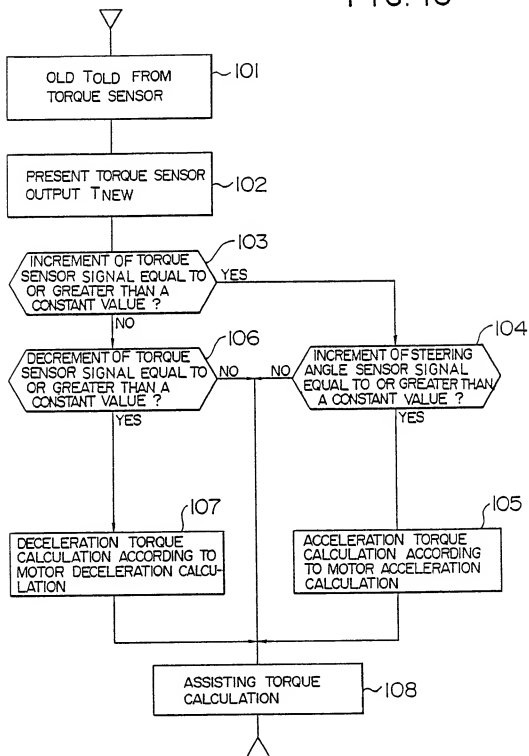 OLD TOLD FROM
TORQUE SENSOR
101
PRESENT TORQUE SENSOR
OUTPUT TNEW
102
103
INCREMENT OF TORQUE
SENSOR SIGNAL EQUAL TO
OR GREATER THAN A
CONSTANT VALUE ?
YES
NO
106
DECREMENT OF TORQUE
SENSOR SIGNAL EQUAL TO
OR GREATER THAN A
CONSTANT VALUE ?
NO
YES
104
INCREMENT OF STEERING
ANGLE SENSOR SIGNAL
EQUAL TO OR GREATER THAN
A CONSTANT VALUE ?
NO
YES
107
DECELERATION TORQUE
CALCULATION ACCORDING TO
MOTOR DECELERATION CALCU-
LATION
105
ACCELERATION TORQUE
CALCULATION ACCORDING
TO MOTOR ACCELERATION
CALCULATION
ASSISTING TORQUE
CALCULATION
108